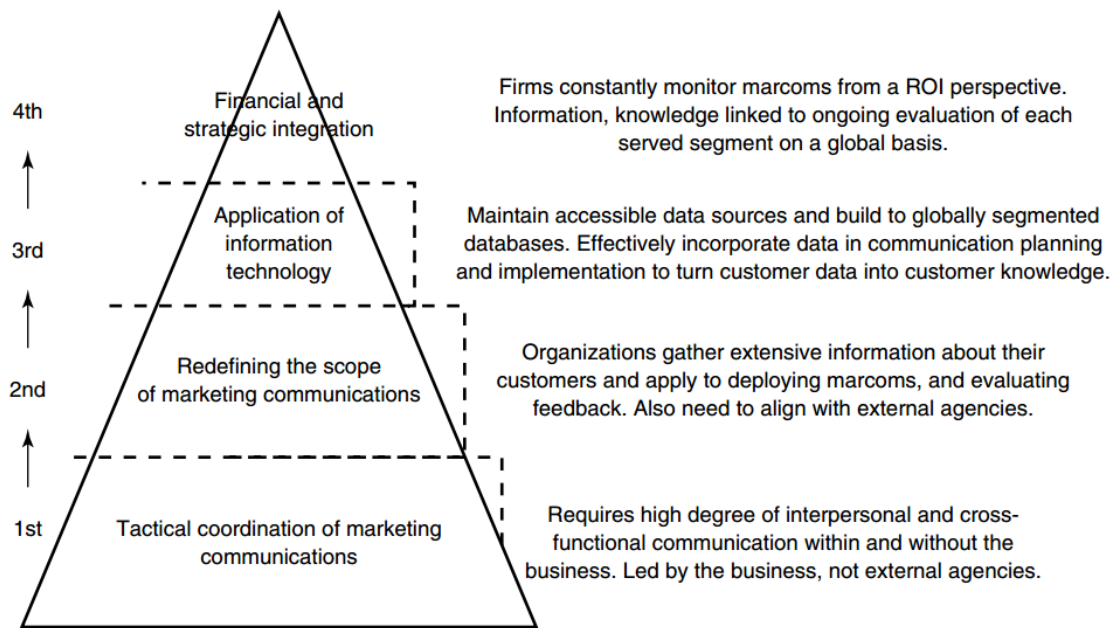 4th
Financial and
strategic integration
Firms constantly monitor marcoms from a ROI perspective.
Information, knowledge linked to ongoing evaluation of each
served segment on a global basis.
3rd
Application of
information
technology
Maintain accessible data sources and build to globally segmented
databases. Effectively incorporate data in communication planning
and implementation to turn customer data into customer knowledge.
2nd
Redefining the scope
of marketing communications
Organizations gather extensive information about their
customers and apply to deploying marcoms, and evaluating
feedback. Also need to align with external agencies.
1st
Tactical coordination of marketing
communications
Requires high degree of interpersonal and cross-
functional communication within and without the
business. Led by the business, not external agencies.